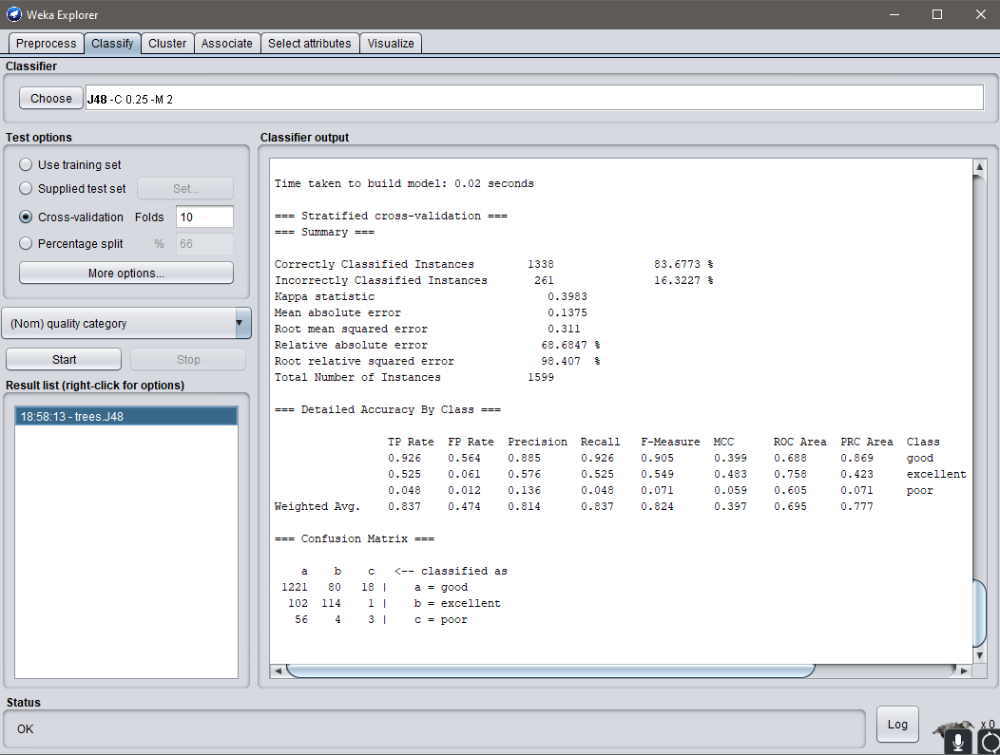 Weka Explorer
Preprocess Classify Cluster Associate Select attributes Visualize
Classifier
Choose J48 -C 0.25 -M 2
Test options
Use training set
Supplied test set Set...
Cross-validation Folds 10
Percentage split % 66
More options...
(Nom) quality category
Start Stop
Result list (right-click for options)
18:58:13 - trees.J48
Classifier output
Time taken to build model: 0.02 seconds
=== Stratified cross-validation ===
=== Summary ===
Correctly Classified Instances 1338 83.6773 %
Incorrectly Classified Instances 261 16.3227 %
Kappa statistic 0.3983
Mean absolute error 0.1375
Root mean squared error 0.311
Relative absolute error 68.6847 %
Root relative squared error 98.407 %
Total Number of Instances 1599
=== Detailed Accuracy By Class ===
TP Rate FP Rate Precision Recall F-Measure MCC ROC Area PRC Area Class
0.926 0.564 0.885 0.926 0.905 0.399 0.688 0.869 good
0.525 0.061 0.576 0.525 0.549 0.483 0.758 0.423 excellent
0.048 0.012 0.136 0.048 0.071 0.059 0.605 0.071 poor
Weighted Avg. 0.837 0.474 0.814 0.837 0.824 0.397 0.695 0.777
=== Confusion Matrix ===
a b c <-- classified as
1221 80 18 | a = good
102 114 1 | b = excellent
56 4 3 | c = poor
Status
OK
Log x 0